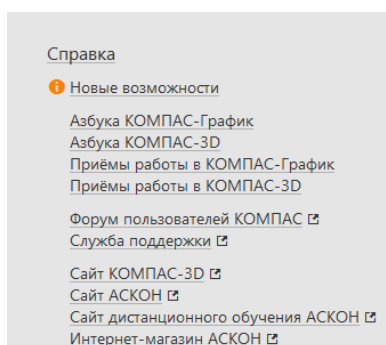 Справка
Новые возможности
Азбука КОМПАС-График
Азбука КОМПАС-3D
Приёмы работы в КОМПАС-График
Приёмы работы в КОМПАС-3D
Форум пользователей КОМПАС
Служба поддержки
Сайт КОМПАС-3D
Сайт АСКОН
Сайт дистанционного обучения АСКОН
Интернет-магазин АСКОН